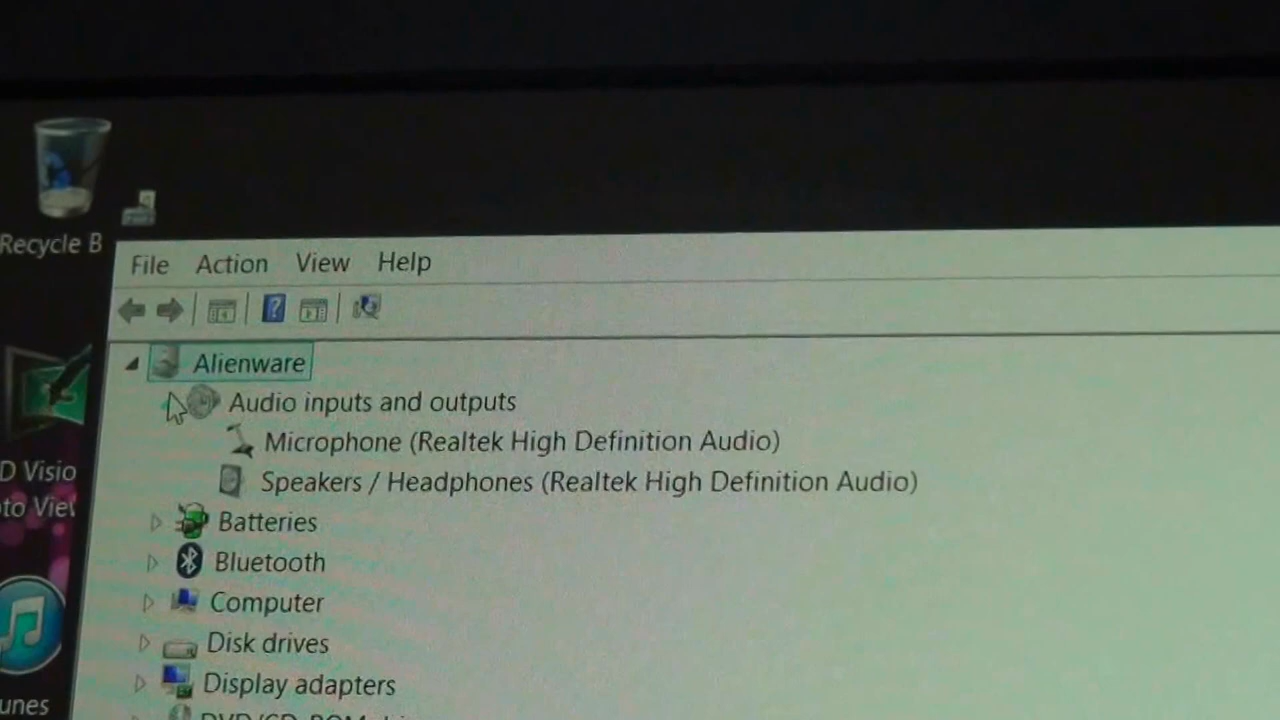 Recycle B
File Action View Help
Alienware
Audio inputs and outputs
Microphone (Realtek High Definition Audio)
Speakers / Headphones (Realtek High Definition Audio)
D Visio
Batteries
Bluetooth
Computer
Disk drives
Display adapters
unes